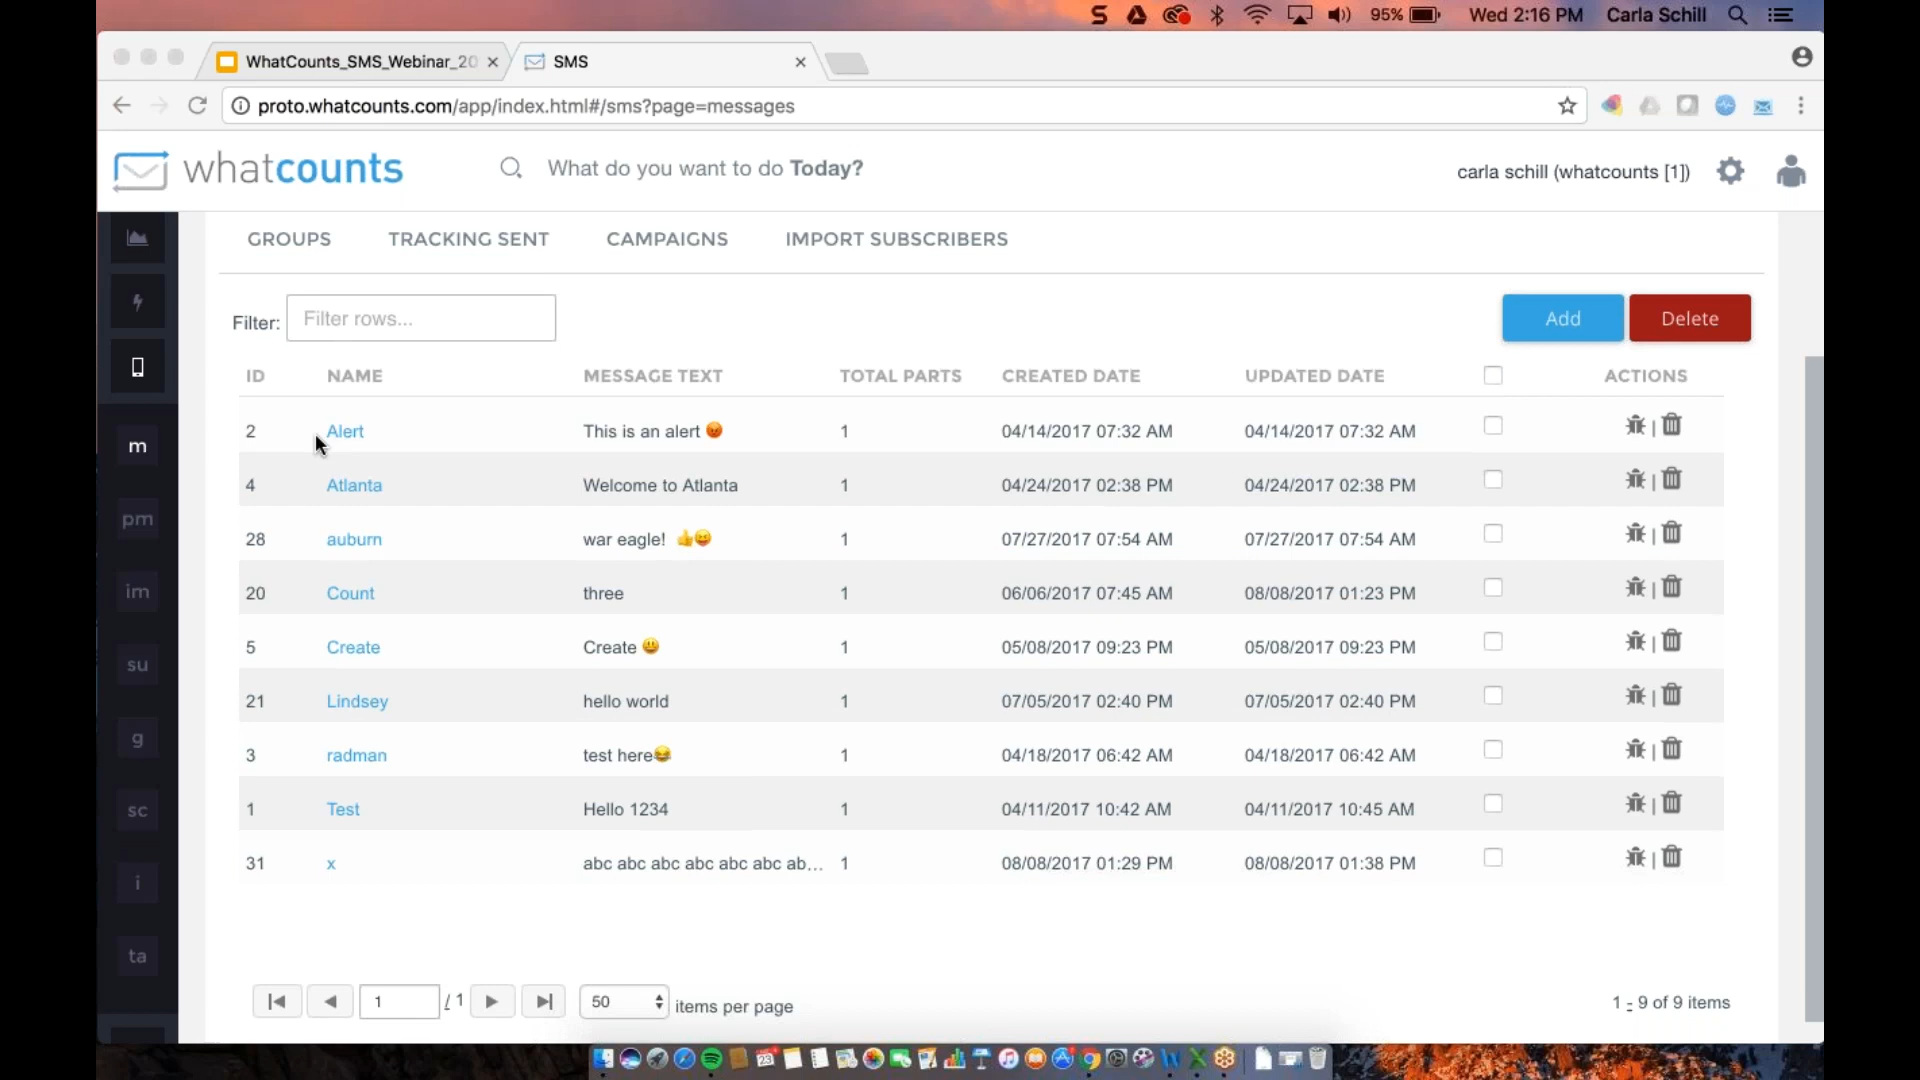 95% Wed 2:16 PM Carla Schill
WhatCounts_SMS_Webinar_20 SMS
proto.whatcounts.com/app/index.html#/sms?page=messages
whatcounts What do you want to do Today? carla schill (whatcounts [1])
GROUPS TRACKING SENT CAMPAIGNS IMPORT SUBSCRIBERS
Filter: Filter rows... Add Delete
ID NAME MESSAGE TEXT TOTAL PARTS CREATED DATE UPDATED DATE ACTIONS
2 Alert This is an alert 😡 1 04/14/2017 07:32 AM 04/14/2017 07:32 AM
4 Atlanta Welcome to Atlanta 1 04/24/2017 02:38 PM 04/24/2017 02:38 PM
28 auburn war eagle! 👍😝 1 07/27/2017 07:54 AM 07/27/2017 07:54 AM
20 Count three 1 06/06/2017 07:45 AM 08/08/2017 01:23 PM
5 Create Create 😃 1 05/08/2017 09:23 PM 05/08/2017 09:23 PM
21 Lindsey hello world 1 07/05/2017 02:40 PM 07/05/2017 02:40 PM
3 radman test here😂 1 04/18/2017 06:42 AM 04/18/2017 06:42 AM
1 Test Hello 1234 1 04/11/2017 10:42 AM 04/11/2017 10:45 AM
31 x abc abc abc abc abc abc ab... 1 08/08/2017 01:29 PM 08/08/2017 01:38 PM
m
pm
im
su
g
sc
i
ta
1 / 1 50 items per page 1 - 9 of 9 items